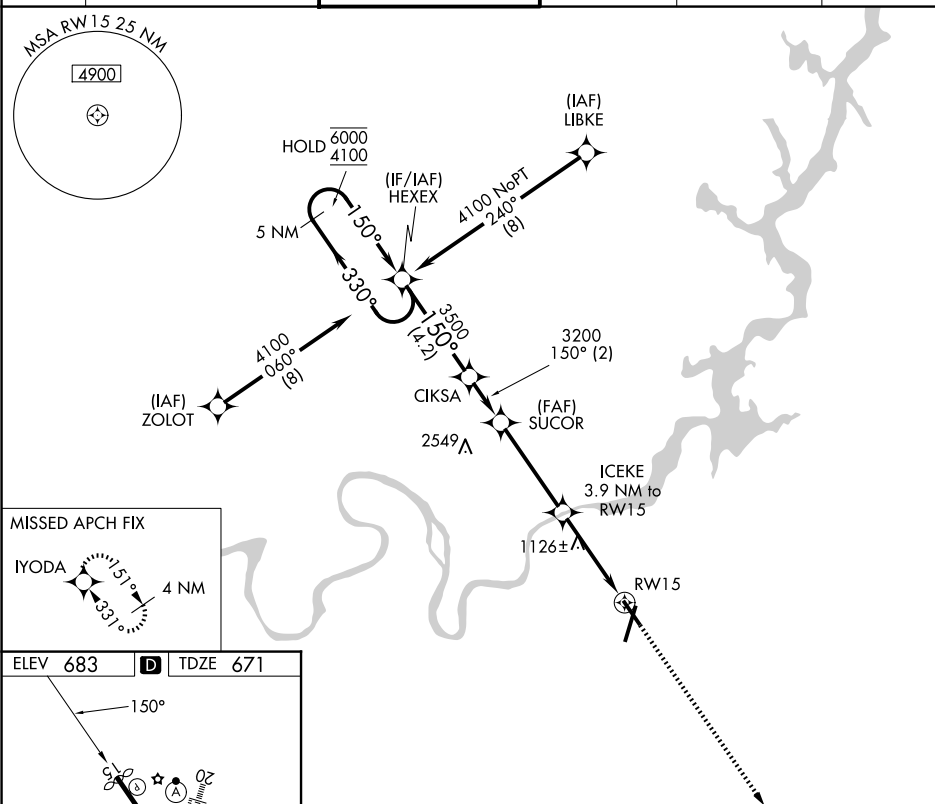 MSA RW15 25 NM
4900
(IAF)
LIBKE
HOLD 6000
4100
(IF/IAF)
HEXEX
4100 NoPT
240°
(8)
5 NM
150°
330°
3500
150°
(4.2)
4100
060°
(8)
3200
150° (2)
(IAF)
ZOLOT
CIKSA
(FAF)
SUCOR
2549
ICEKE
3.9 NM to
RW15
1126±
RW15
MISSED APCH FIX
IYODA
151°
4 NM
331°
ELEV 683 D TDZE 671
150°
15
P
A
20